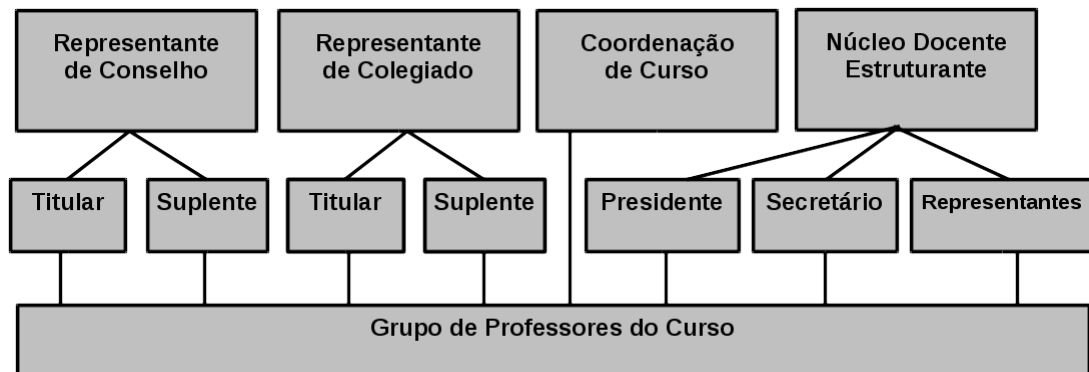 Representante
de Conselho
Representante
de Colegiado
Coordenação
de Curso
Núcleo Docente
Estruturante
Titular
Suplente
Titular
Suplente
Presidente
Secretário
Representantes
Grupo de Professores do Curso